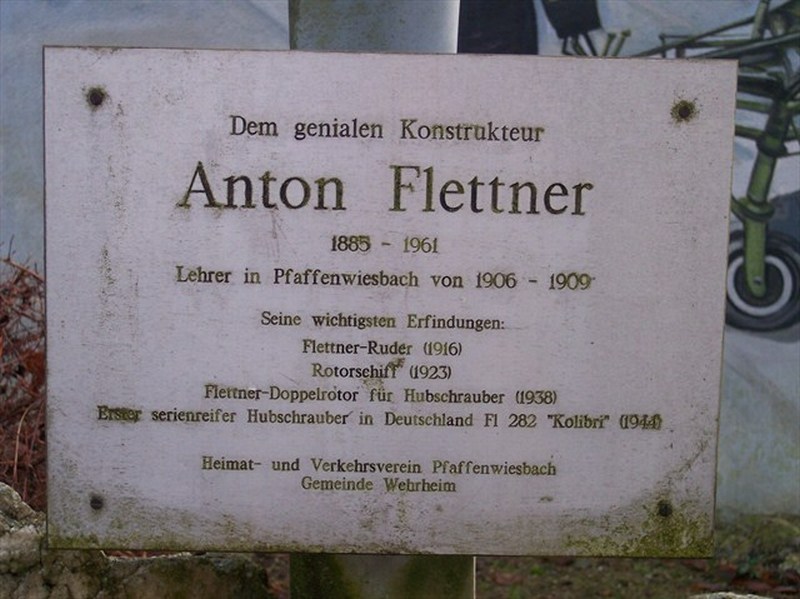 Dem genialen Konstrukteur
Anton Flettner
1885 - 1961
Lehrer in Pfaffenwiesbach von 1906 - 1909
Seine wichtigsten Erfindungen:
Flettner-Ruder (1916)
Rotorschiff (1923)
Flettner-Doppelrotor für Hubschrauber (1938)
Erster serienreifer Hubschrauber in Deutschland Fl 282 "Kolibri" (1944)
Heimat- und Verkehrsverein Pfaffenwiesbach
Gemeinde Wehrheim